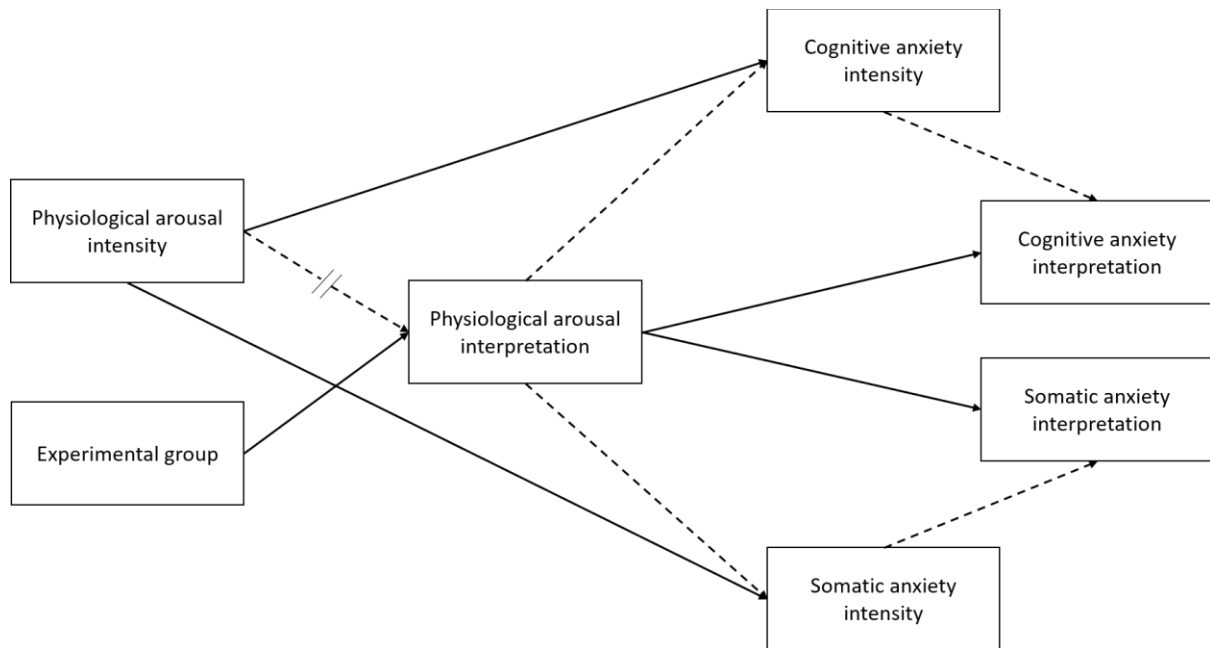 Cognitive anxiety
intensity
Physiological arousal
intensity
Cognitive anxiety
interpretation
Physiological arousal
interpretation
Somatic anxiety
interpretation
Experimental group
Somatic anxiety
intensity